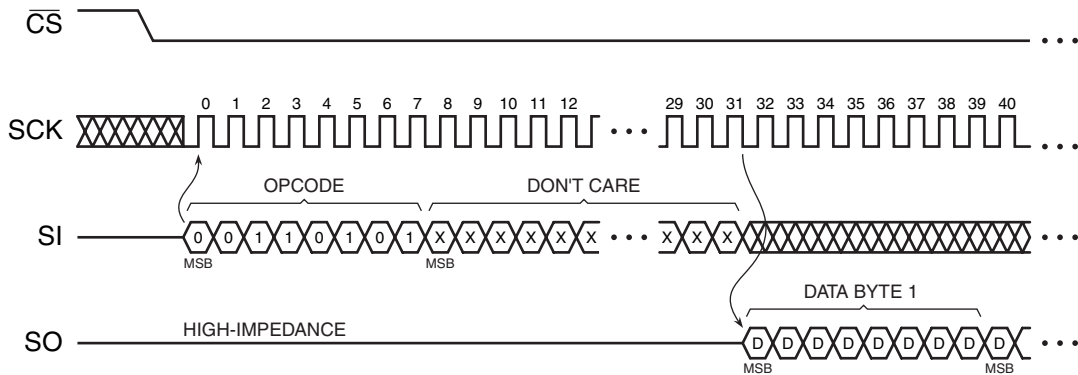 CS
0 1 2 3 4 5 6 7 8 9 10 11 12 29 30 31 32 33 34 35 36 37 38 39 40
SCK
OPCODE DON'T CARE
SI 0 0 1 1 0 1 0 1 X X X X X X X X X
MSB MSB
DATA BYTE 1
HIGH-IMPEDANCE
SO D D D D D D D D D
MSB MSB